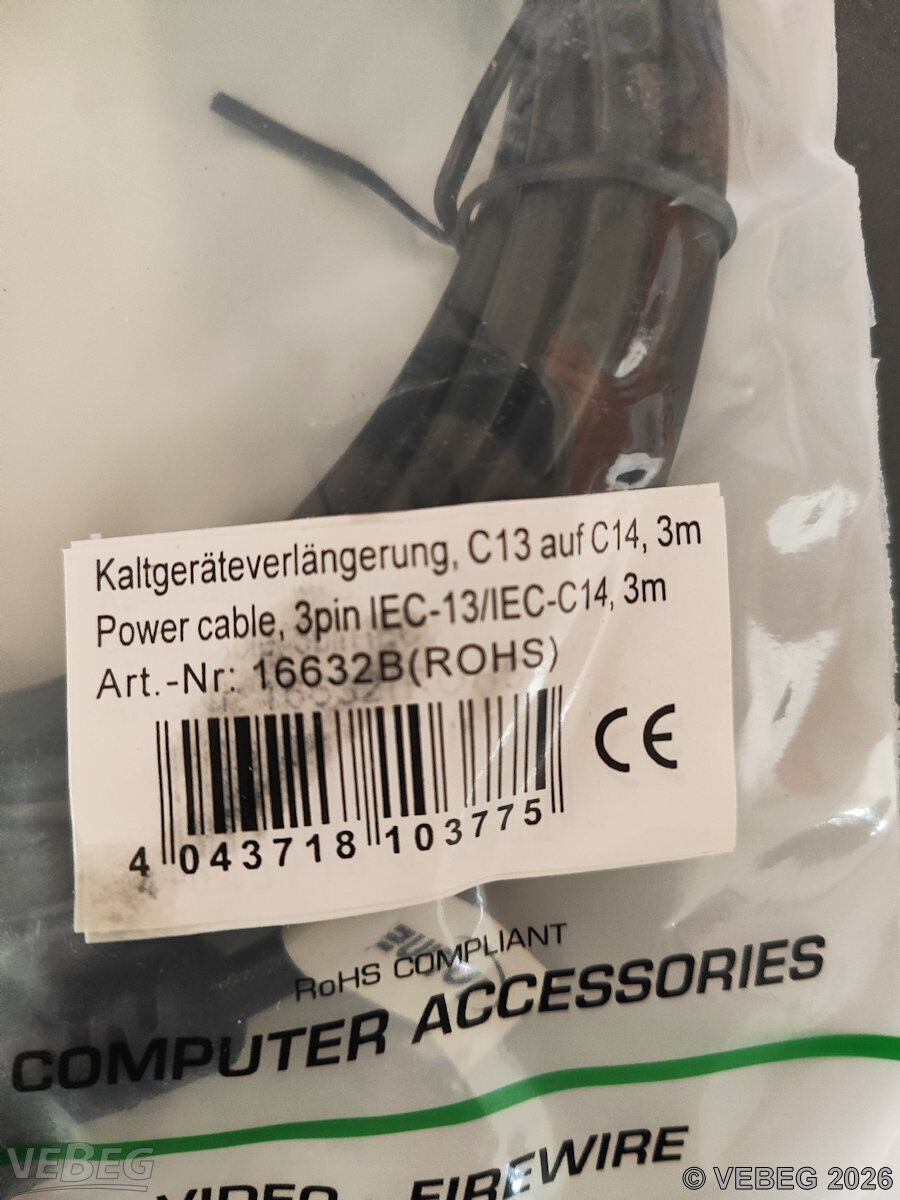 Kaltgeräteverlängerung, C13 auf C14, 3m
Power cable, 3pin IEC-13/IEC-C14, 3m
Art.-Nr: 16632B(ROHS)
CE
4 043718 103775
RoHS COMPLIANT
COMPUTER ACCESSORIES
VIDEO FIREWIRE
VEBEG
© VEBEG 2026